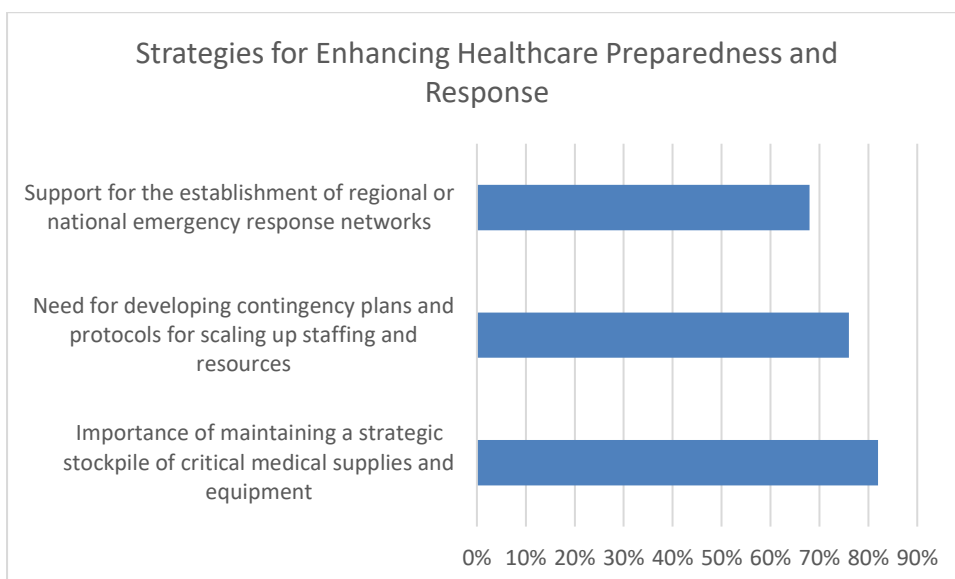 Strategies for Enhancing Healthcare Preparedness and
Response
Support for the establishment of regional or
national emergency response networks
Need for developing contingency plans and
protocols for scaling up staffing and
resources
Importance of maintaining a strategic
stockpile of critical medical supplies and
equipment
0% 10% 20% 30% 40% 50% 60% 70% 80% 90%